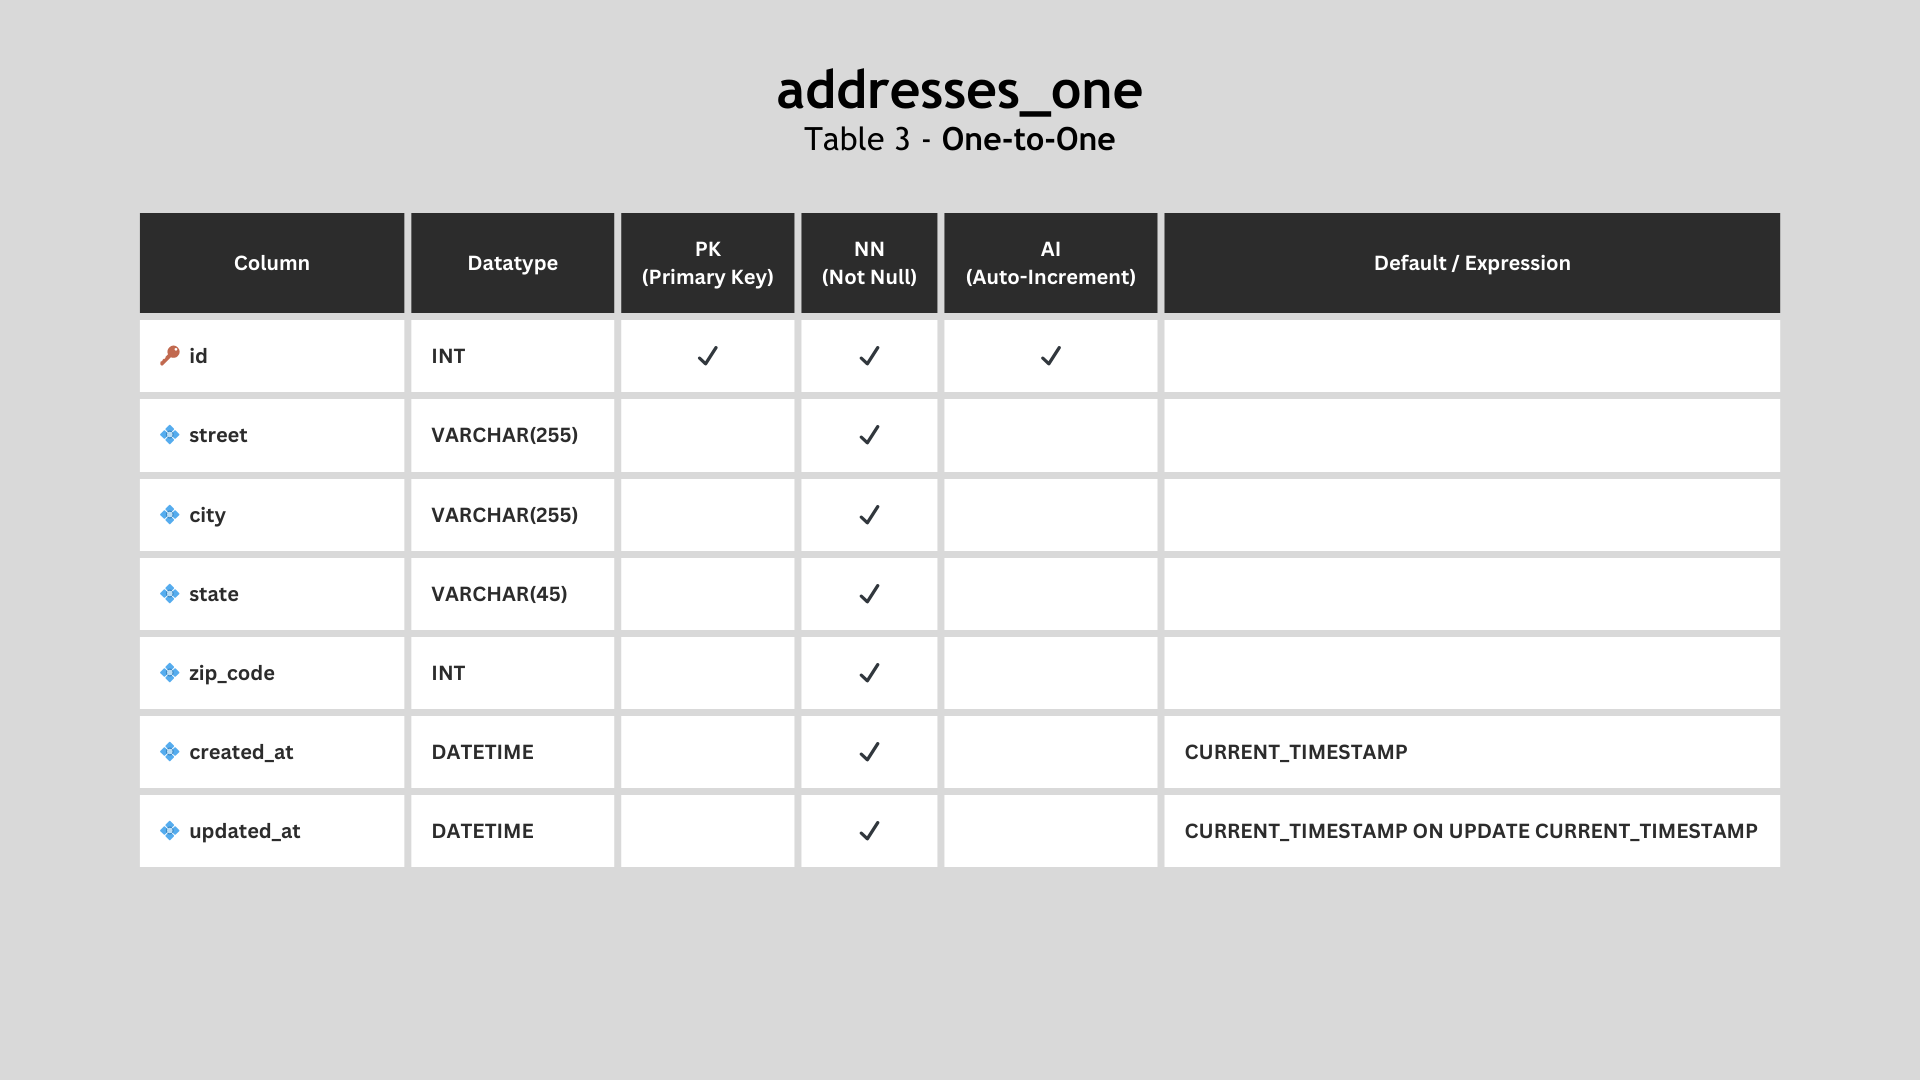 addresses_one
Table 3 - One-to-One
Column Datatype PK (Primary Key) NN (Not Null) AI (Auto-Increment) Default / Expression
id INT ✓ ✓ ✓
street VARCHAR(255) ✓
city VARCHAR(255) ✓
state VARCHAR(45) ✓
zip_code INT ✓
created_at DATETIME ✓ CURRENT_TIMESTAMP
updated_at DATETIME ✓ CURRENT_TIMESTAMP ON UPDATE CURRENT_TIMESTAMP